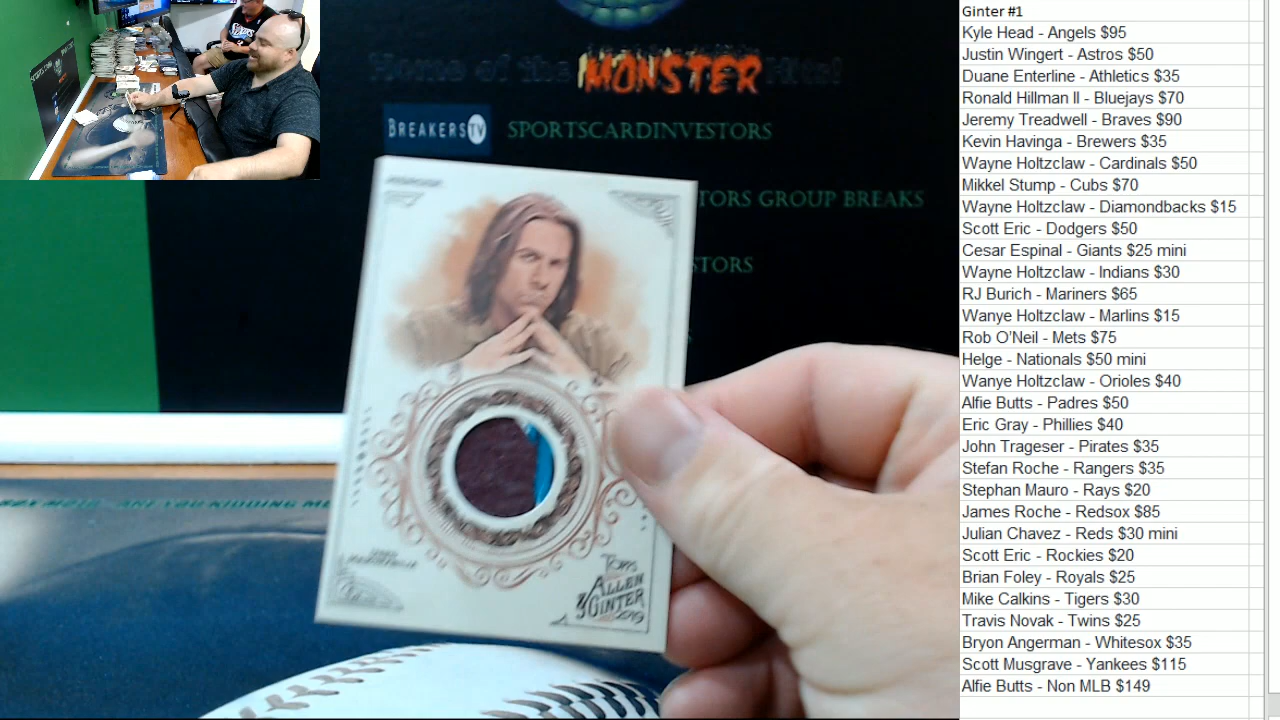 Home of the MONSTER Hits!
BREAKERS TV
SPORTSCARDINVESTORS
TORS GROUP BREAKS
STORS
TOPPS
ALLEN
& GINTER
2019
Ginter #1
Kyle Head - Angels $95
Justin Wingert - Astros $50
Duane Enterline - Athletics $35
Ronald Hillman ll - Bluejays $70
Jeremy Treadwell - Braves $90
Kevin Havinga - Brewers $35
Wayne Holtzclaw - Cardinals $50
Mikkel Stump - Cubs $70
Wayne Holtzclaw - Diamondbacks $15
Scott Eric - Dodgers $50
Cesar Espinal - Giants $25 mini
Wayne Holtzclaw - Indians $30
RJ Burich - Mariners $65
Wanye Holtzclaw - Marlins $15
Rob O'Neil - Mets $75
Helge - Nationals $50 mini
Wanye Holtzclaw - Orioles $40
Alfie Butts - Padres $50
Eric Gray - Phillies $40
John Trageser - Pirates $35
Stefan Roche - Rangers $35
Stephan Mauro - Rays $20
James Roche - Redsox $85
Julian Chavez - Reds $30 mini
Scott Eric - Rockies $20
Brian Foley - Royals $25
Mike Calkins - Tigers $30
Travis Novak - Twins $25
Bryon Angerman - Whitesox $35
Scott Musgrave - Yankees $115
Alfie Butts - Non MLB $149